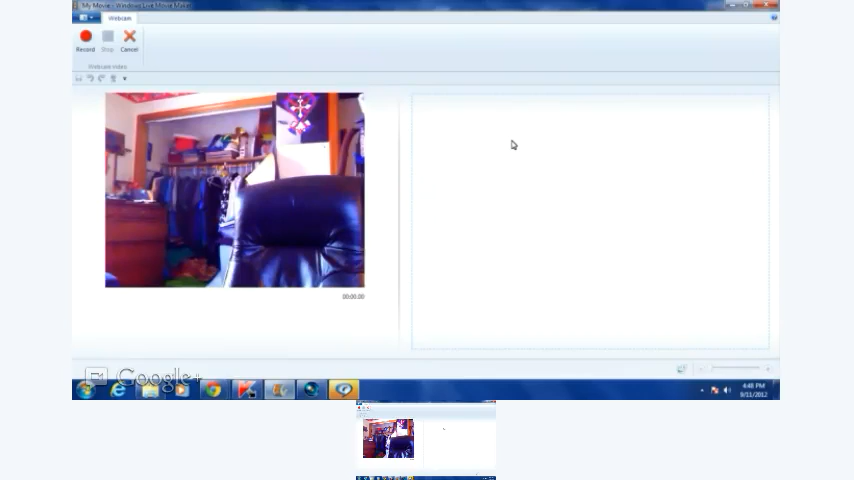 My Movie - Windows Live Movie Maker
Webcam
Record Stop Cancel
Webcam video
00:00.00
Google+
4:48 PM
9/11/2012